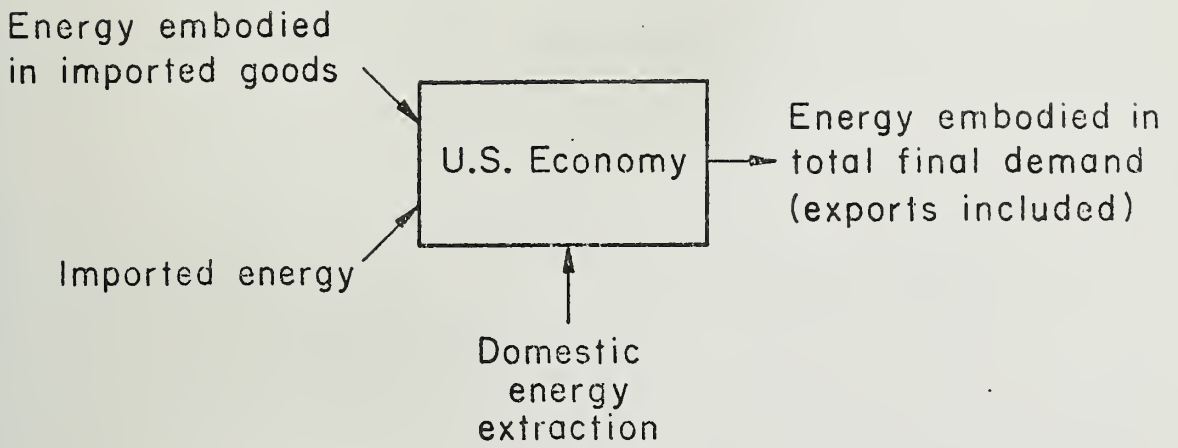 Energy embodied
in imported goods
U.S. Economy
Energy embodied in
total final demand
(exports included)
Imported energy
Domestic
energy
extraction